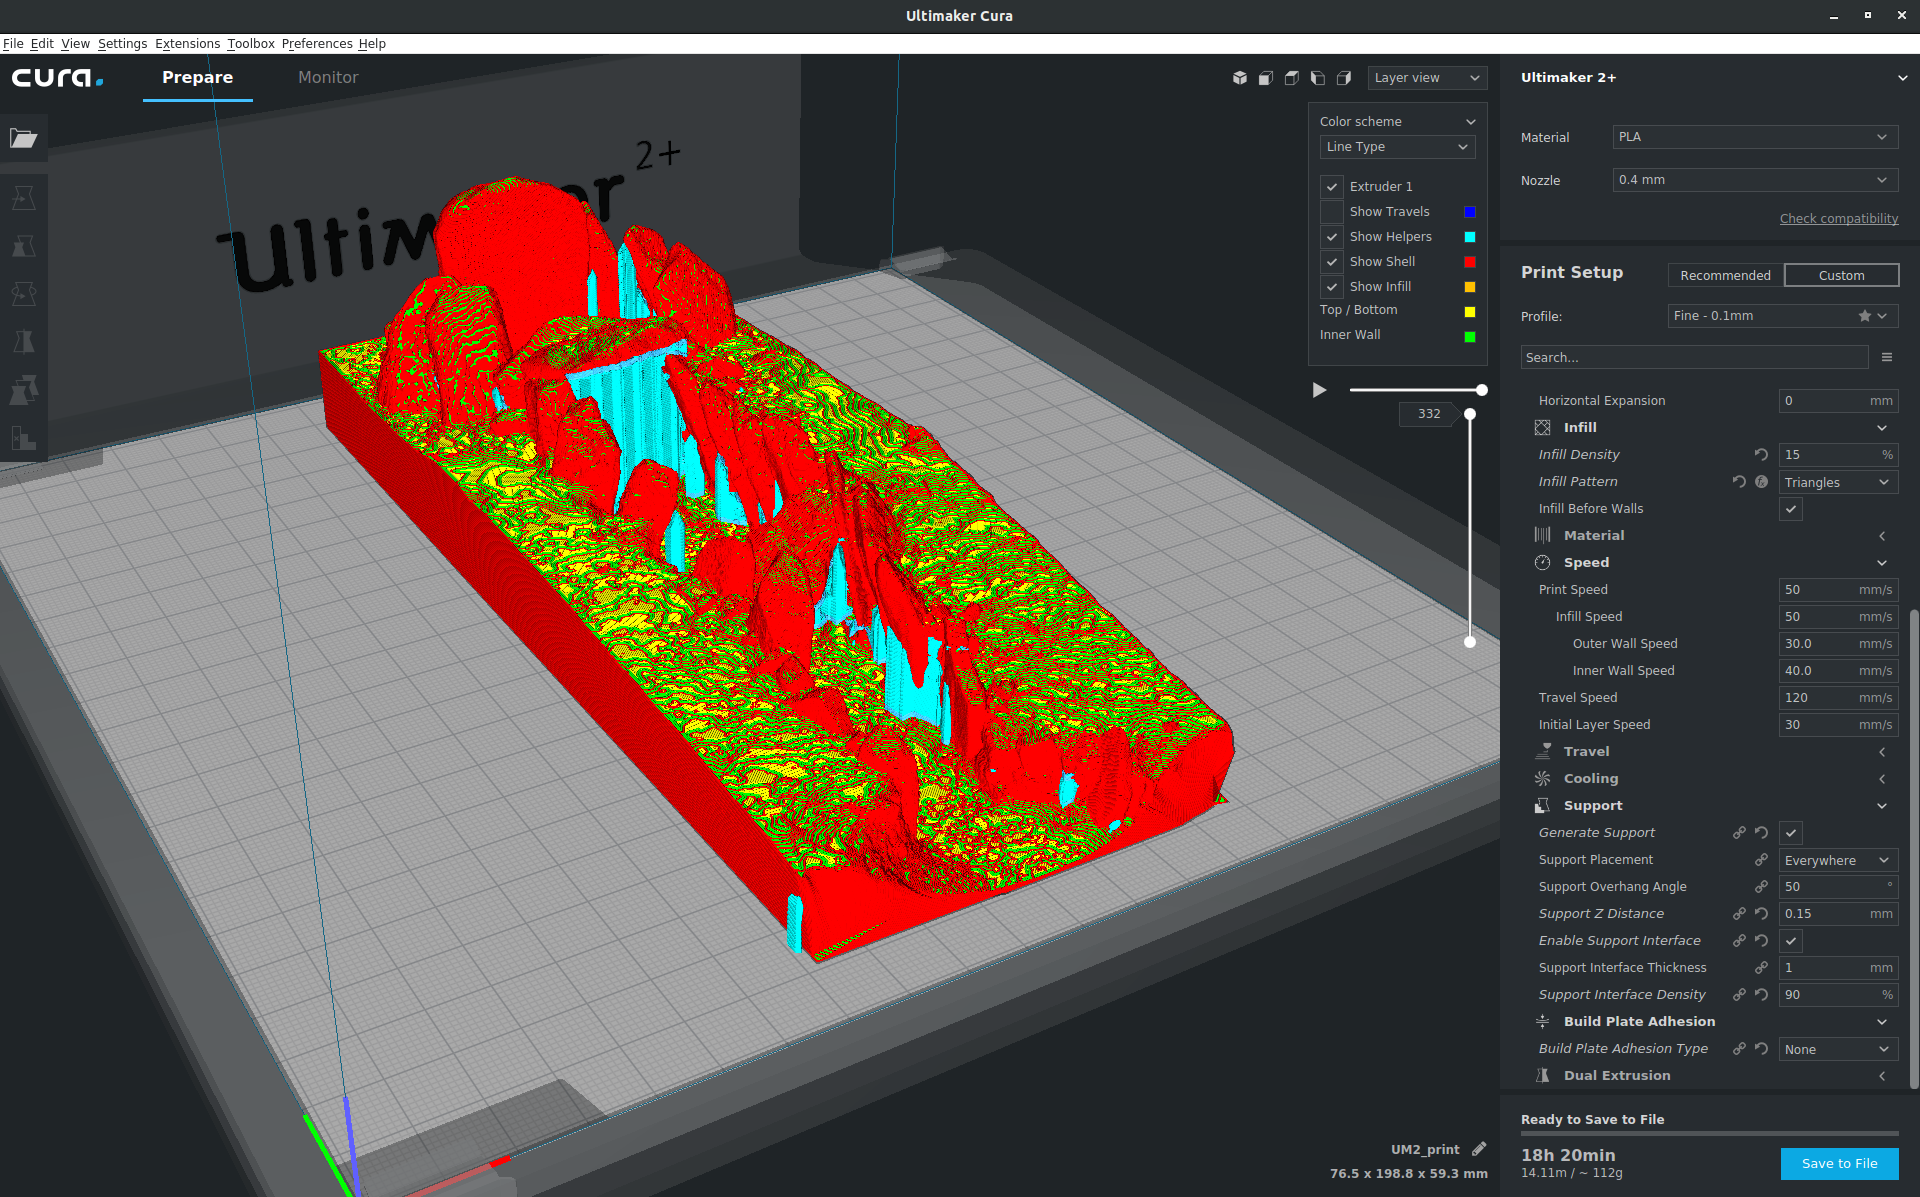 Ultimaker Cura
File Edit View Settings Extensions Toolbox Preferences Help
cura.
Prepare
Monitor
Layer view
Color scheme
Line Type
Extruder 1
Show Travels
Show Helpers
Show Shell
Show Infill
Top / Bottom
Inner Wall
332
2+
Ultim er
Ultimaker 2+
Material
PLA
Nozzle
0.4 mm
Check compatibility
Print Setup
Recommended
Custom
Profile:
Fine - 0.1mm
Search...
Horizontal Expansion 0 mm
Infill
Infill Density 15 %
Infill Pattern Triangles
Infill Before Walls
Material
Speed
Print Speed 50 mm/s
Infill Speed 50 mm/s
Outer Wall Speed 30.0 mm/s
Inner Wall Speed 40.0 mm/s
Travel Speed 120 mm/s
Initial Layer Speed 30 mm/s
Travel
Cooling
Support
Generate Support
Support Placement Everywhere
Support Overhang Angle 50 °
Support Z Distance 0.15 mm
Enable Support Interface
Support Interface Thickness 1 mm
Support Interface Density 90 %
Build Plate Adhesion
Build Plate Adhesion Type None
Dual Extrusion
Ready to Save to File
18h 20min
14.11m / ~ 112g
Save to File
UM2_print
76.5 x 198.8 x 59.3 mm